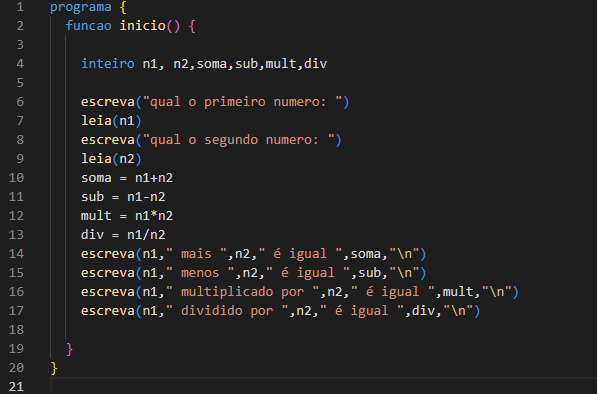 1 programa {
2 funcao inicio() {
3
4 inteiro n1, n2,soma,sub,mult,div
5
6 escreva("qual o primeiro numero: ")
7 leia(n1)
8 escreva("qual o segundo numero: ")
9 leia(n2)
10 soma = n1+n2
11 sub = n1-n2
12 mult = n1*n2
13 div = n1/n2
14 escreva(n1," mais ",n2," é igual ",soma,"\n")
15 escreva(n1," menos ",n2," é igual ",sub,"\n")
16 escreva(n1," multiplicado por ",n2," é igual ",mult,"\n")
17 escreva(n1," dividido por ",n2," é igual ",div,"\n")
18
19 }
20 }
21